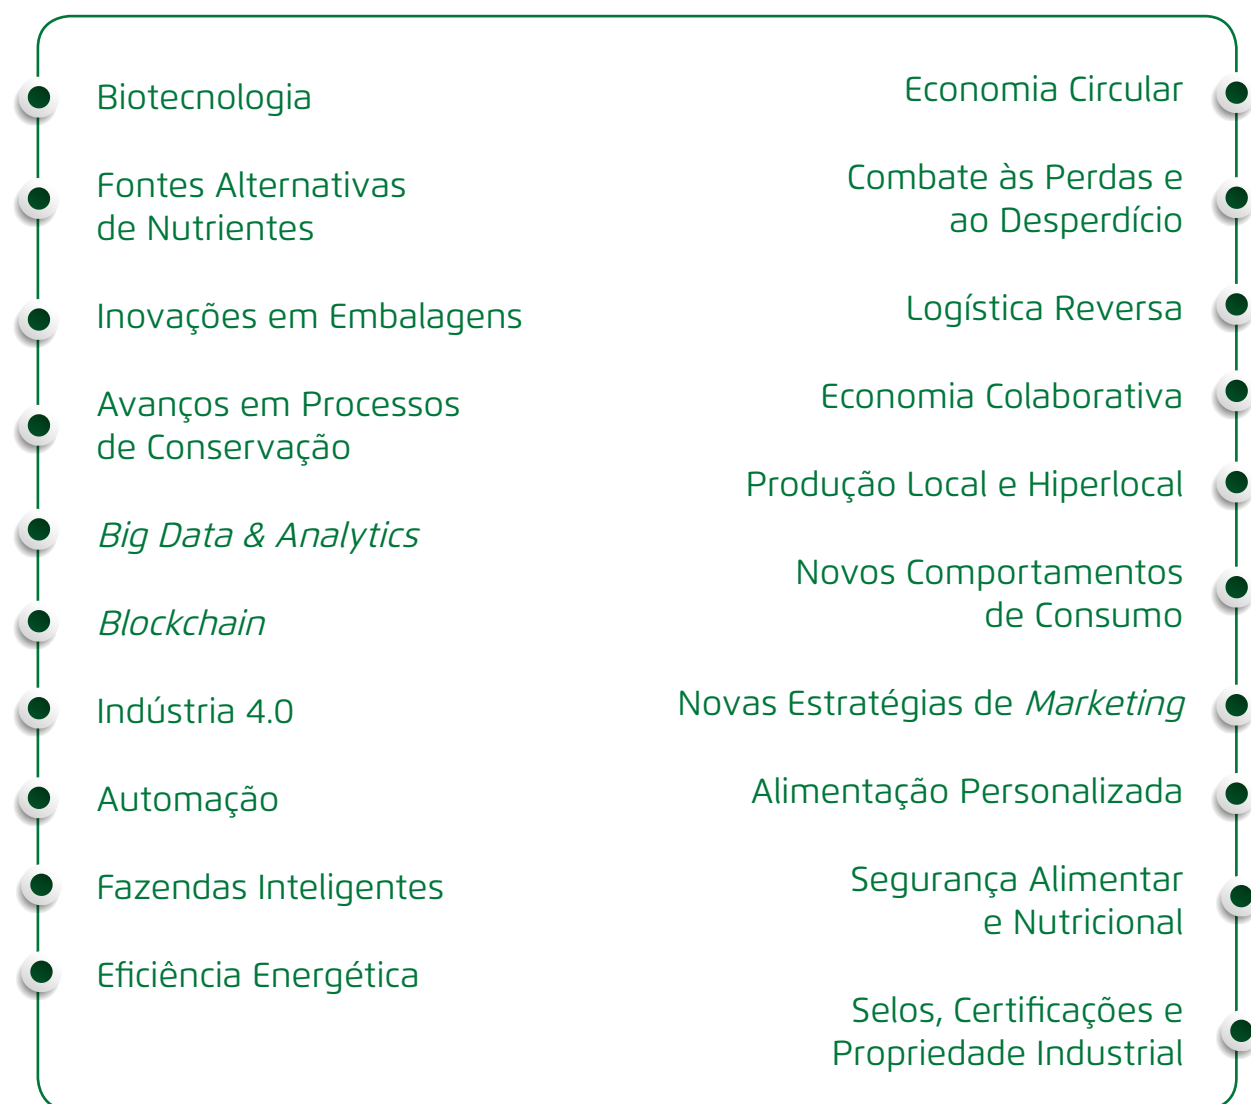 Biotecnologia
Fontes Alternativas
de Nutrientes
Inovações em Embalagens
Avanços em Processos
de Conservação
Big Data & Analytics
Blockchain
Indústria 4.0
Automação
Fazendas Inteligentes
Eficiência Energética
Economia Circular
Combate às Perdas e
ao Desperdício
Logística Reversa
Economia Colaborativa
Produção Local e Hiperlocal
Novos Comportamentos
de Consumo
Novas Estratégias de Marketing
Alimentação Personalizada
Segurança Alimentar
e Nutricional
Selos, Certificações e
Propriedade Industrial